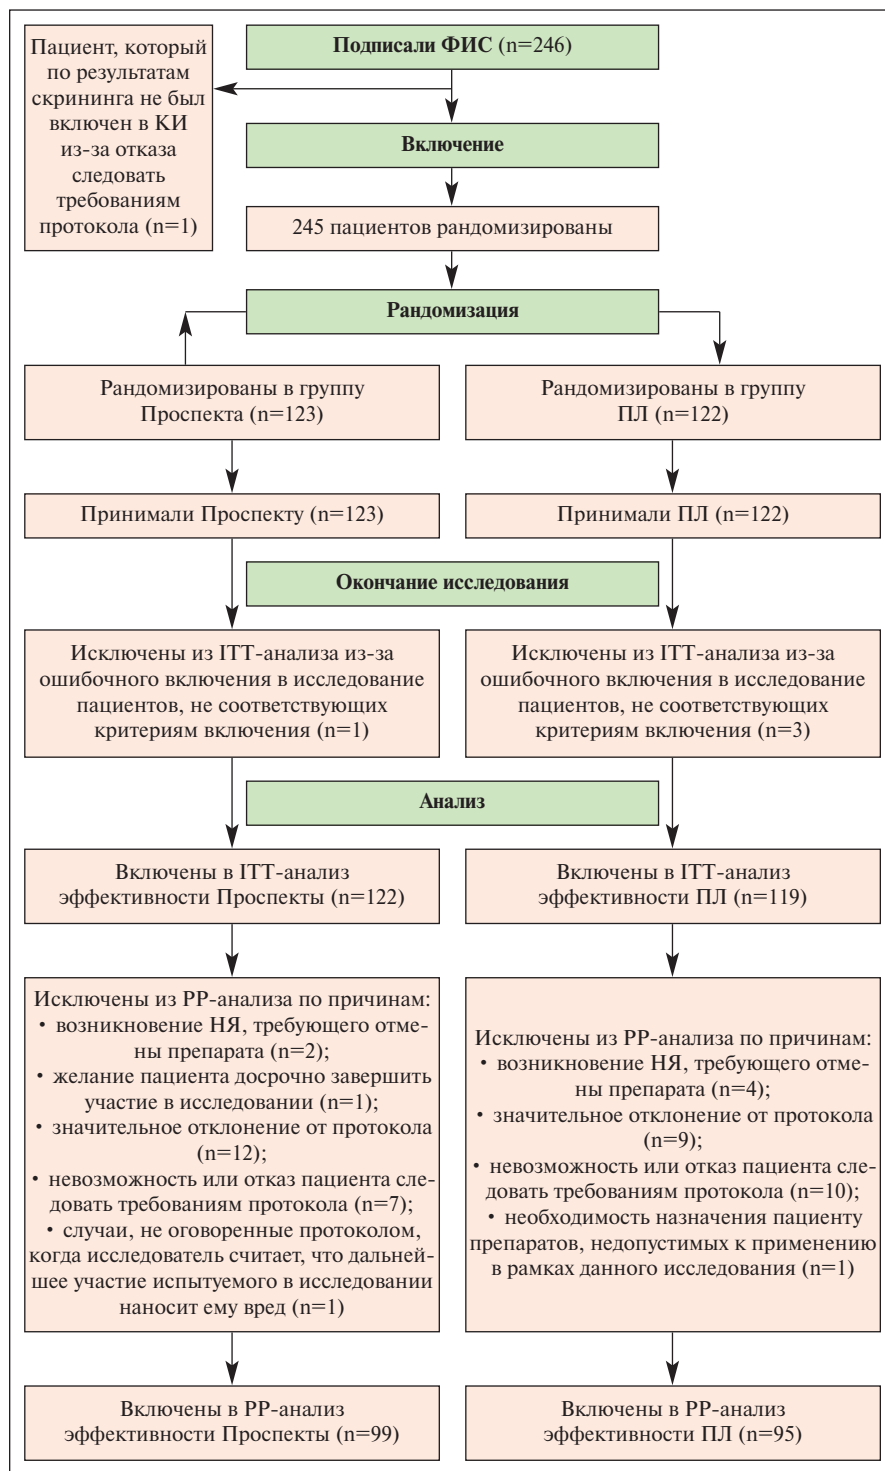 Подписали ФИС (n=246)
Пациент, который
по результатам
скрининга не был
включен в КИ
из-за отказа
следовать
требованиям
протокола (n=1)
Включение
245 пациентов рандомизированы
Рандомизация
Рандомизированы в группу
Проспекта (n=123)
Рандомизированы в группу
ПЛ (n=122)
Принимали Проспекту (n=123)
Принимали ПЛ (n=122)
Окончание исследования
Исключены из ITT-анализа из-за
ошибочного включения в исследование
пациентов, не соответствующих
критериям включения (n=1)
Исключены из ITT-анализа из-за
ошибочного включения в исследование
пациентов, не соответствующих
критериям включения (n=3)
Анализ
Включены в ITT-анализ
эффективности Проспекты (n=122)
Включены в ITT-анализ
эффективности ПЛ (n=119)
Исключены из PP-анализа по причинам:
• возникновение НЯ, требующего отме-
ны препарата (n=2);
• желание пациента досрочно завершить
участие в исследовании (n=1);
• значительное отклонение от протокола
(n=12);
• невозможность или отказ пациента сле-
довать требованиям протокола (n=7);
• случаи, не оговоренные протоколом,
когда исследователь считает, что дальней-
шее участие испытуемого в исследовании
наносит ему вред (n=1)
Исключены из PP-анализа по причинам:
• возникновение НЯ, требующего отме-
ны препарата (n=4);
• значительное отклонение от протокола
(n=9);
• невозможность или отказ пациента сле-
довать требованиям протокола (n=10);
• необходимость назначения пациенту
препаратов, недопустимых к применению
в рамках данного исследования (n=1)
Включены в PP-анализ
эффективности Проспекты (n=99)
Включены в PP-анализ
эффективности ПЛ (n=95)